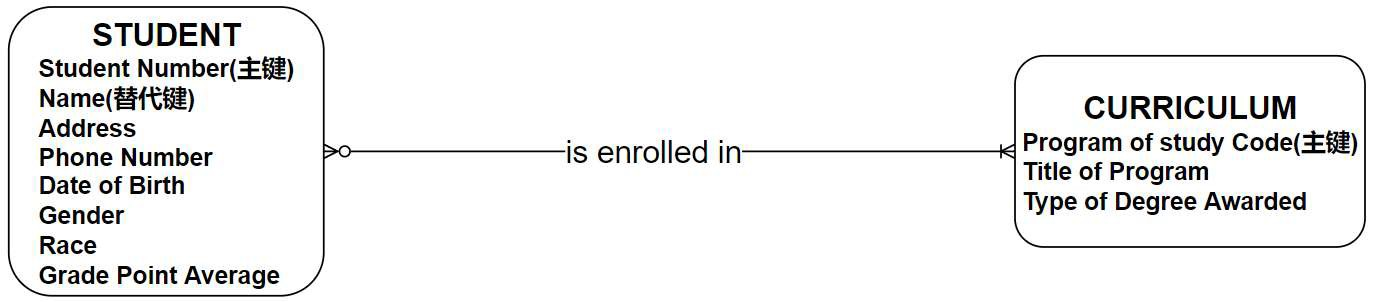 STUDENT
Student Number(主键)
Name(替代键)
Address
Phone Number
Date of Birth
Gender
Race
Grade Point Average
is enrolled in
CURRICULUM
Program of study Code(主键)
Title of Program
Type of Degree Awarded